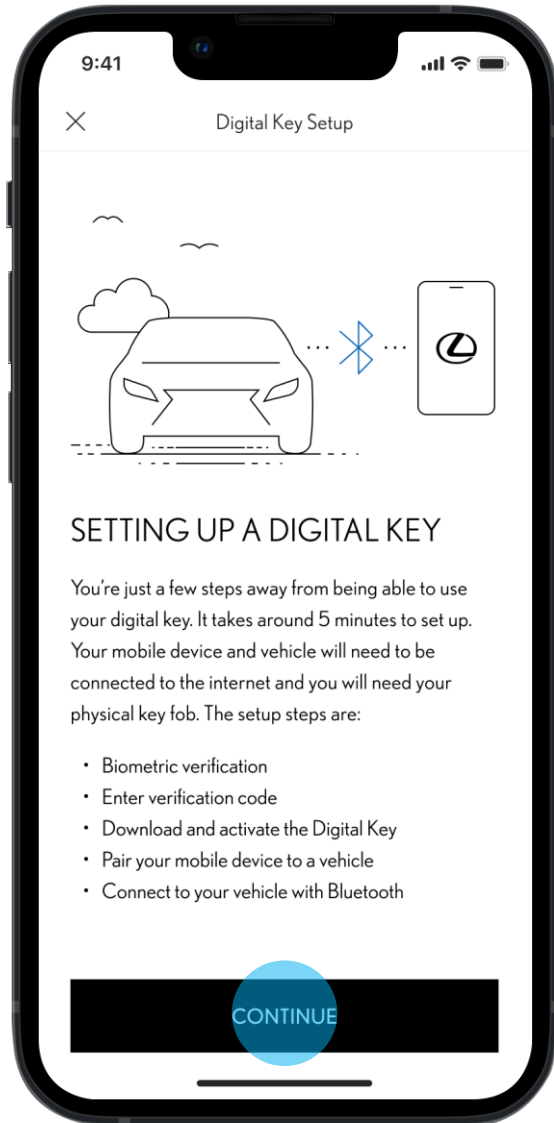 9:41
Digital Key Setup
SETTING UP A DIGITAL KEY
You're just a few steps away from being able to use
your digital key. It takes around 5 minutes to set up.
Your mobile device and vehicle will need to be
connected to the internet and you will need your
physical key fob. The setup steps are:
• Biometric verification
• Enter verification code
• Download and activate the Digital Key
• Pair your mobile device to a vehicle
• Connect to your vehicle with Bluetooth
CONTINUE